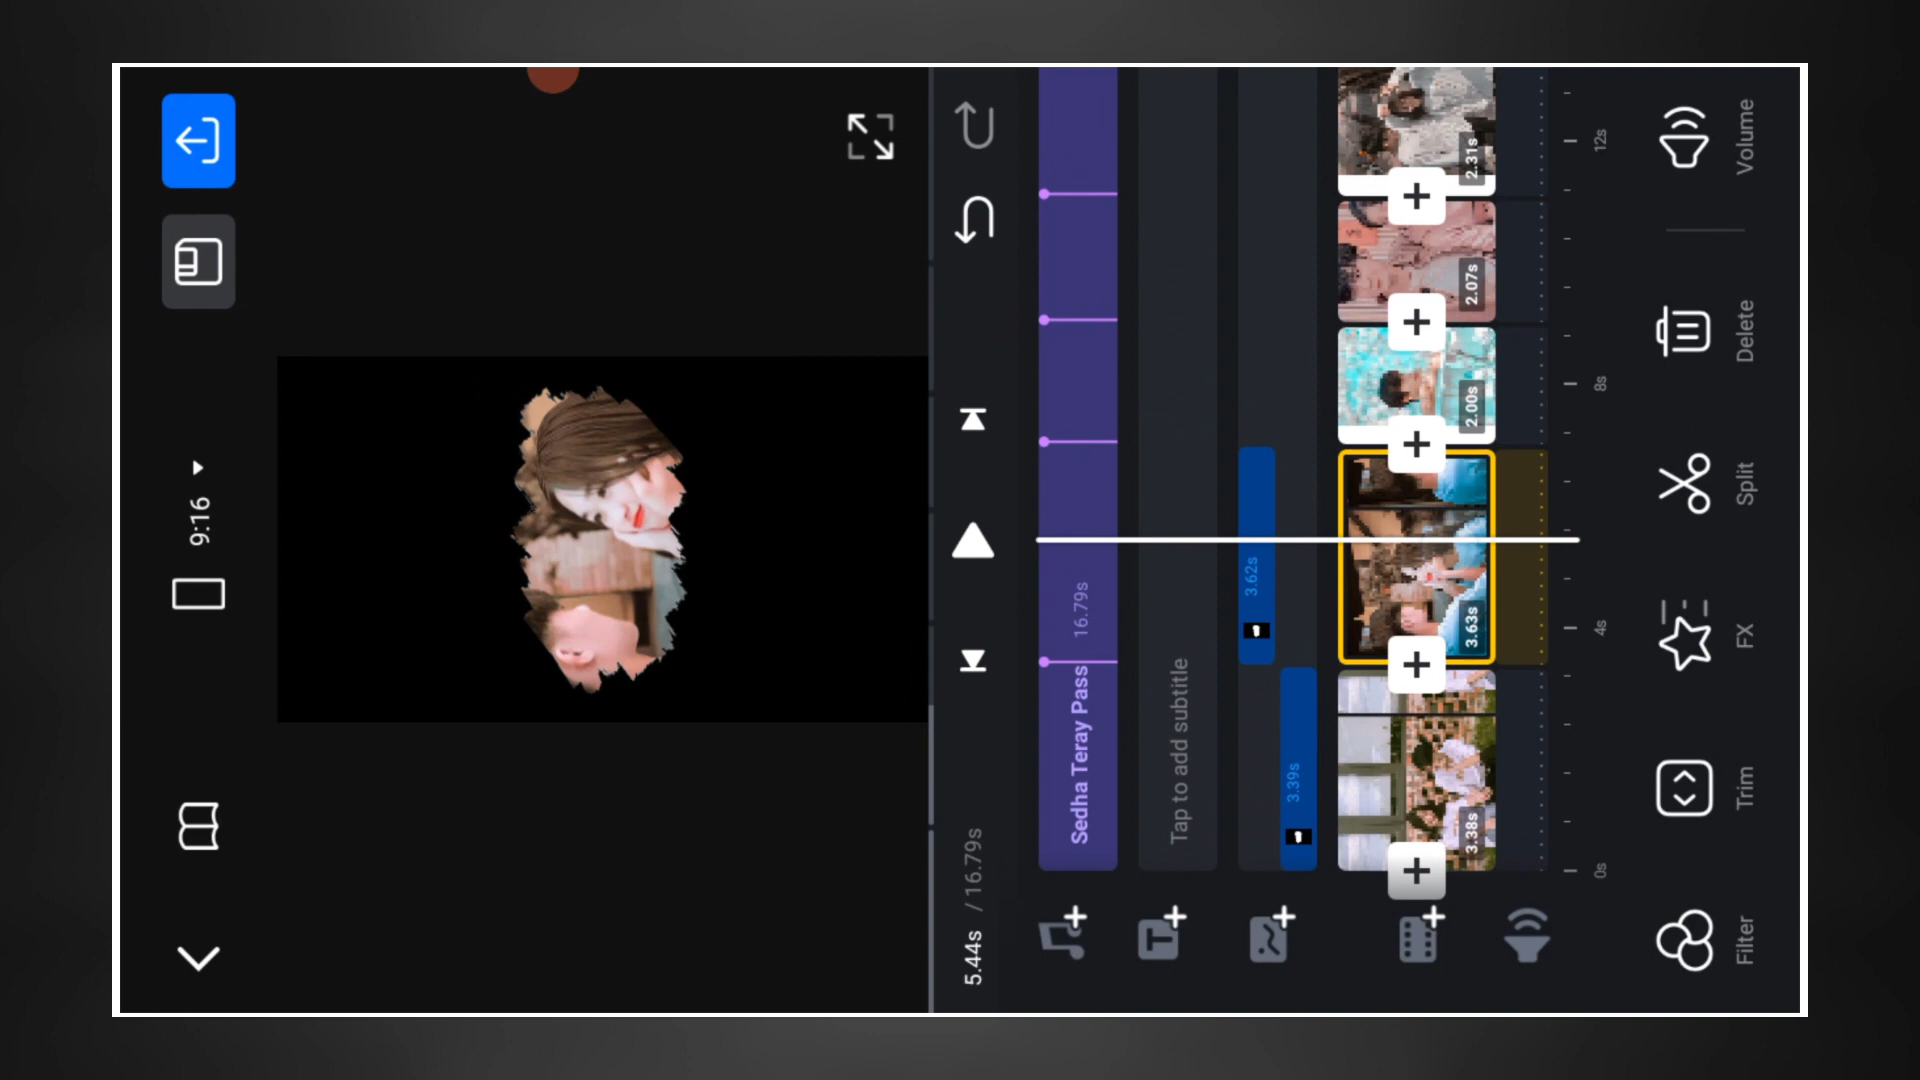 9:16
5.44s / 16.79s
Sedha Teray Pass 16.79s
Tap to add subtitle
3.62s
3.39s
3.38s
3.63s
2.00s
2.07s
2.31s
0s
4s
8s
12s
Filter
Trim
FX
Split
Delete
Volume